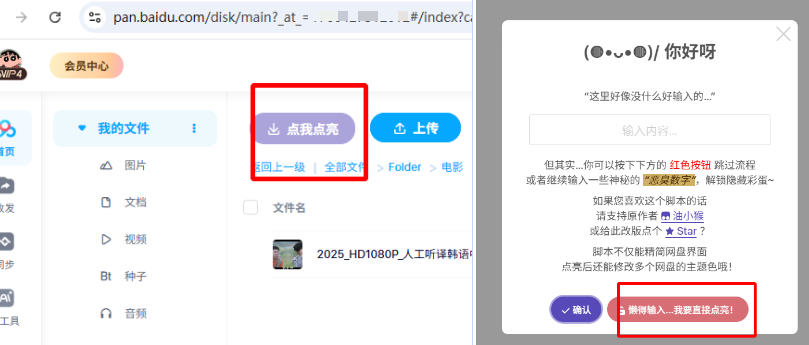 pan.baidu.com/disk/main?_at_=
#/index?ca
SVIP4
会员中心
首页
收发
同步
工具
我的文件
图片
文档
视频
Bt 种子
音频
点我点亮
上传
返回上一级 | 全部文件 > Folder > 电影
文件名
2025_HD1080P_人工听译韩语中
你好呀
“这里好像没什么好输入的...”
输入内容...
但其实...你可以按下下方的 红色按钮 跳过流程
或者继续输入一些神秘的 “恶臭数字”，解锁隐藏彩蛋~
如果您喜欢这个脚本的话
请支持原作者 油小猴
或给此改版点个 ★ Star ?
脚本不仅能精简网盘界面
点亮后还能修改多个网盘的主题色哦！
确认
懒得输入...我要直接点亮！